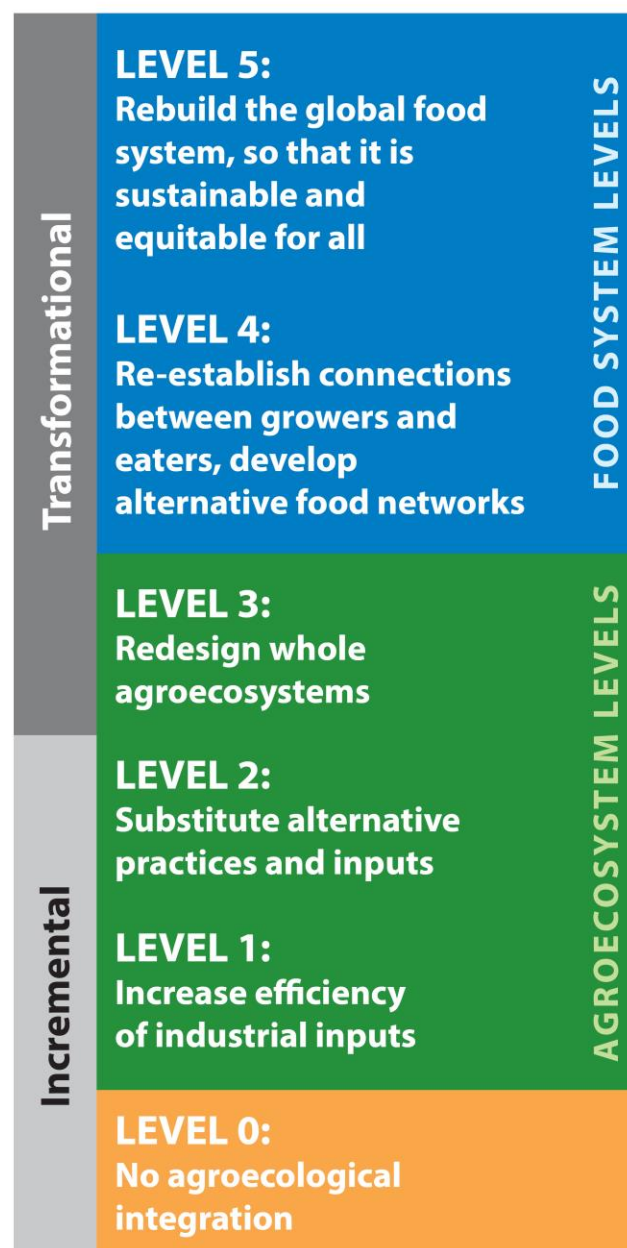 LEVEL 5:
Rebuild the global food
system, so that it is
sustainable and
equitable for all
LEVEL 4:
Re-establish connections
between growers and
eaters, develop
alternative food networks
FOOD SYSTEM LEVELS
Transformational
LEVEL 3:
Redesign whole
agroecosystems
LEVEL 2:
Substitute alternative
practices and inputs
LEVEL 1:
Increase efficiency
of industrial inputs
AGROECOSYSTEM LEVELS
Incremental
LEVEL 0:
No agroecological
integration